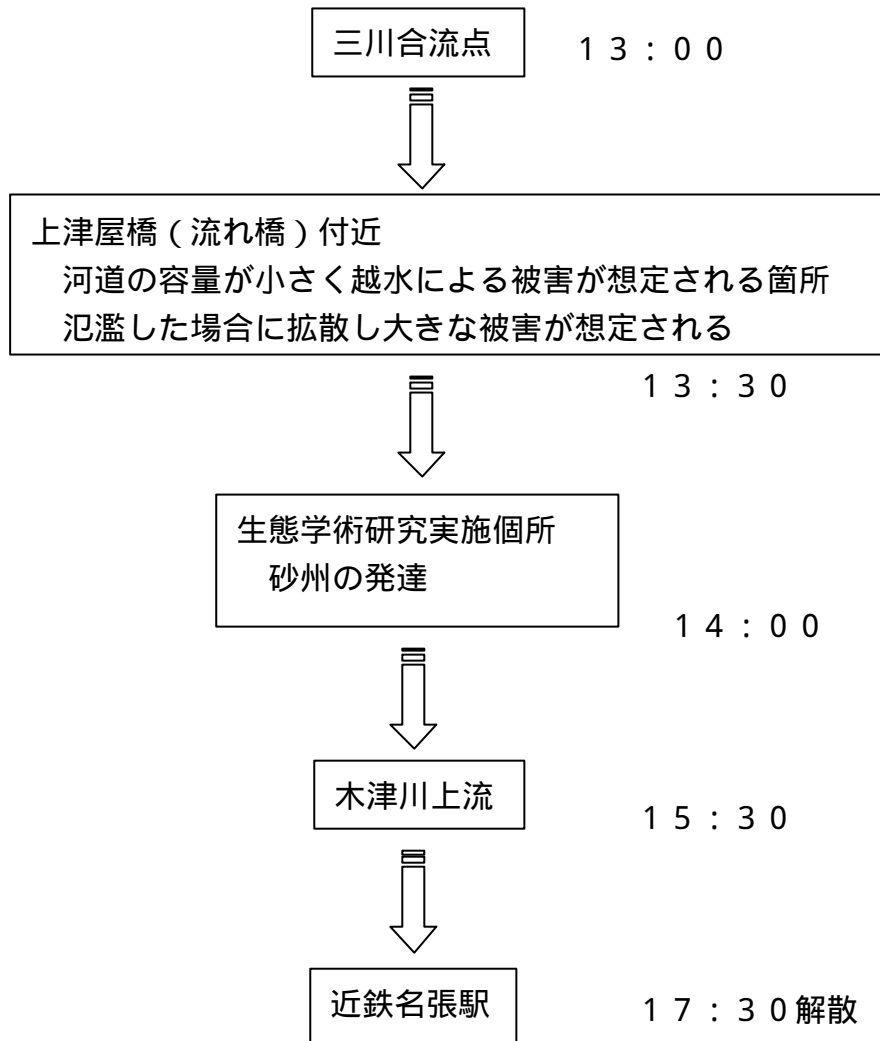 三川合流点　１３：００
上津屋橋（流れ橋）付近
河道の容量が小さく越水による被害が想定される箇所
氾濫した場合に拡散し大きな被害が想定される
１３：３０
生態学術研究実施個所
砂州の発達
１４：００
木津川上流　１５：３０
近鉄名張駅　１７：３０解散